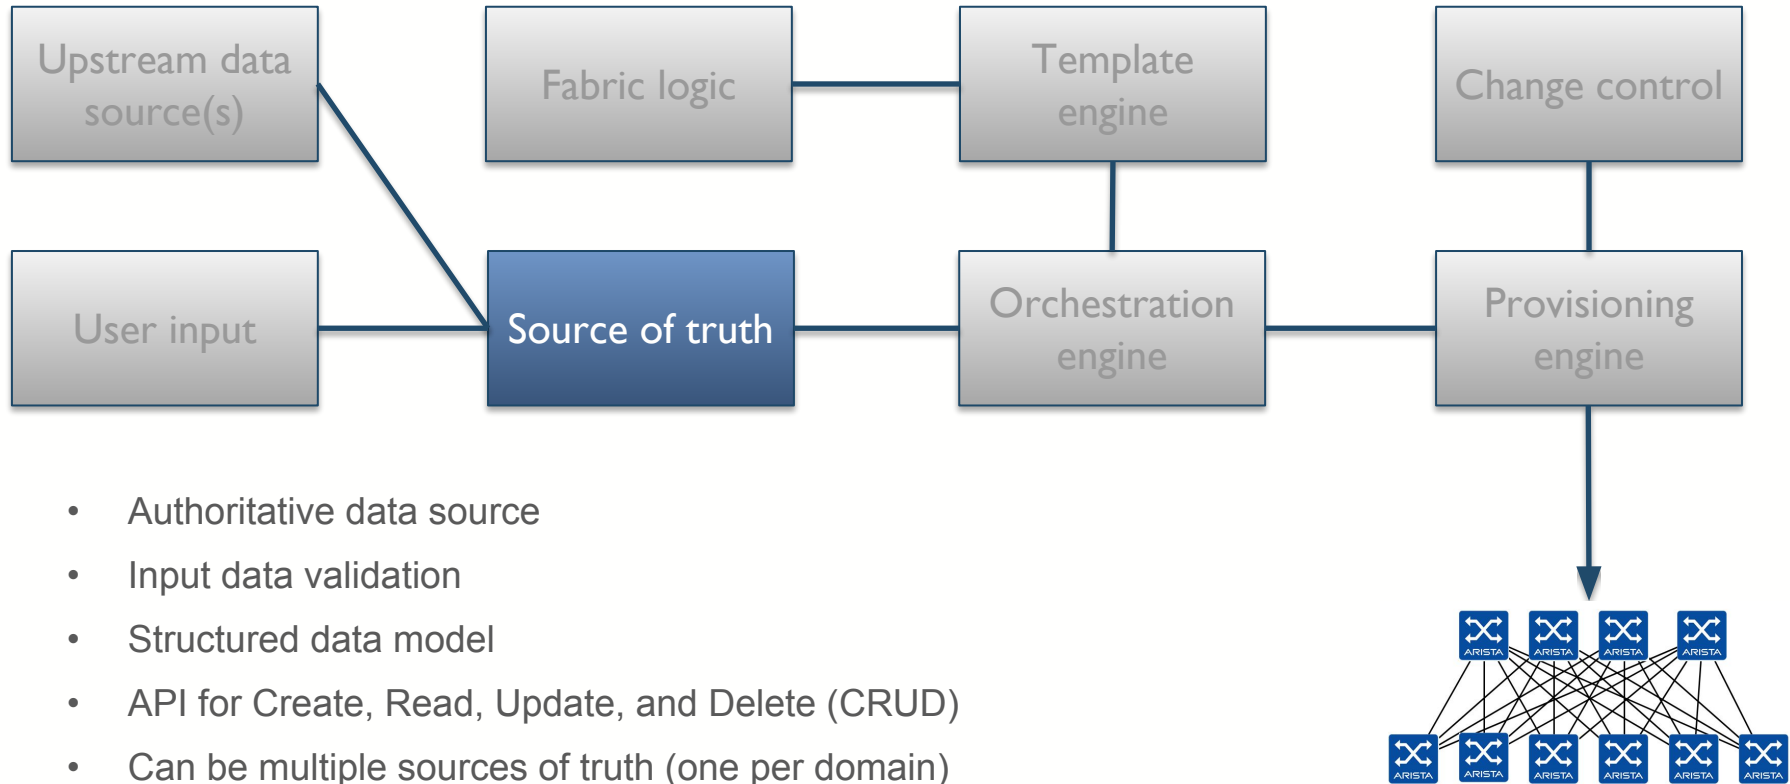 Upstream data
source(s)
Fabric logic
Template
engine
Change control
User input
Source of truth
Orchestration
engine
Provisioning
engine
• Authoritative data source
• Input data validation
• Structured data model
• API for Create, Read, Update, and Delete (CRUD)
• Can be multiple sources of truth (one per domain)
ARISTA
ARISTA
ARISTA
ARISTA
ARISTA
ARISTA
ARISTA
ARISTA
ARISTA
ARISTA